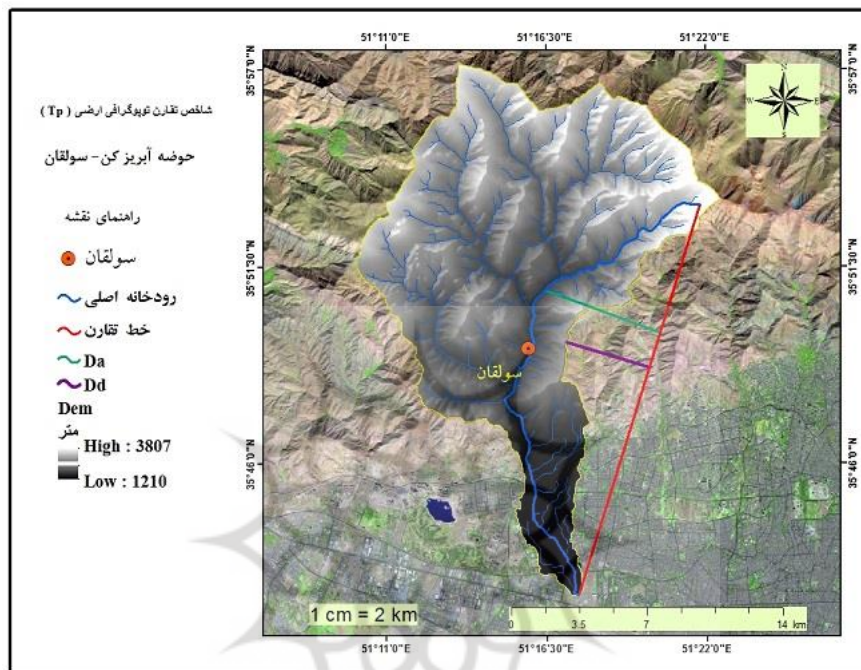 51°11'0"E
51°16'30"E
51°22'0"E
شاخص تقارن توپوگرافی ارضی ( Tp )
حوضه آبریز کن - سولقان
راهنمای نقشه
سولقان
رودخانه اصلی
خط تقارن
Da
Dd
Dem
متر
High : 3807
Low : 1210
35°57'0"N
35°51'30"N
35°46'0"N
N
W
E
S
سولقان
35°57'0"N
35°51'30"N
35°46'0"N
1 cm = 2 km
0 3.5 7 14 km
51°11'0"E
51°16'30"E
51°22'0"E